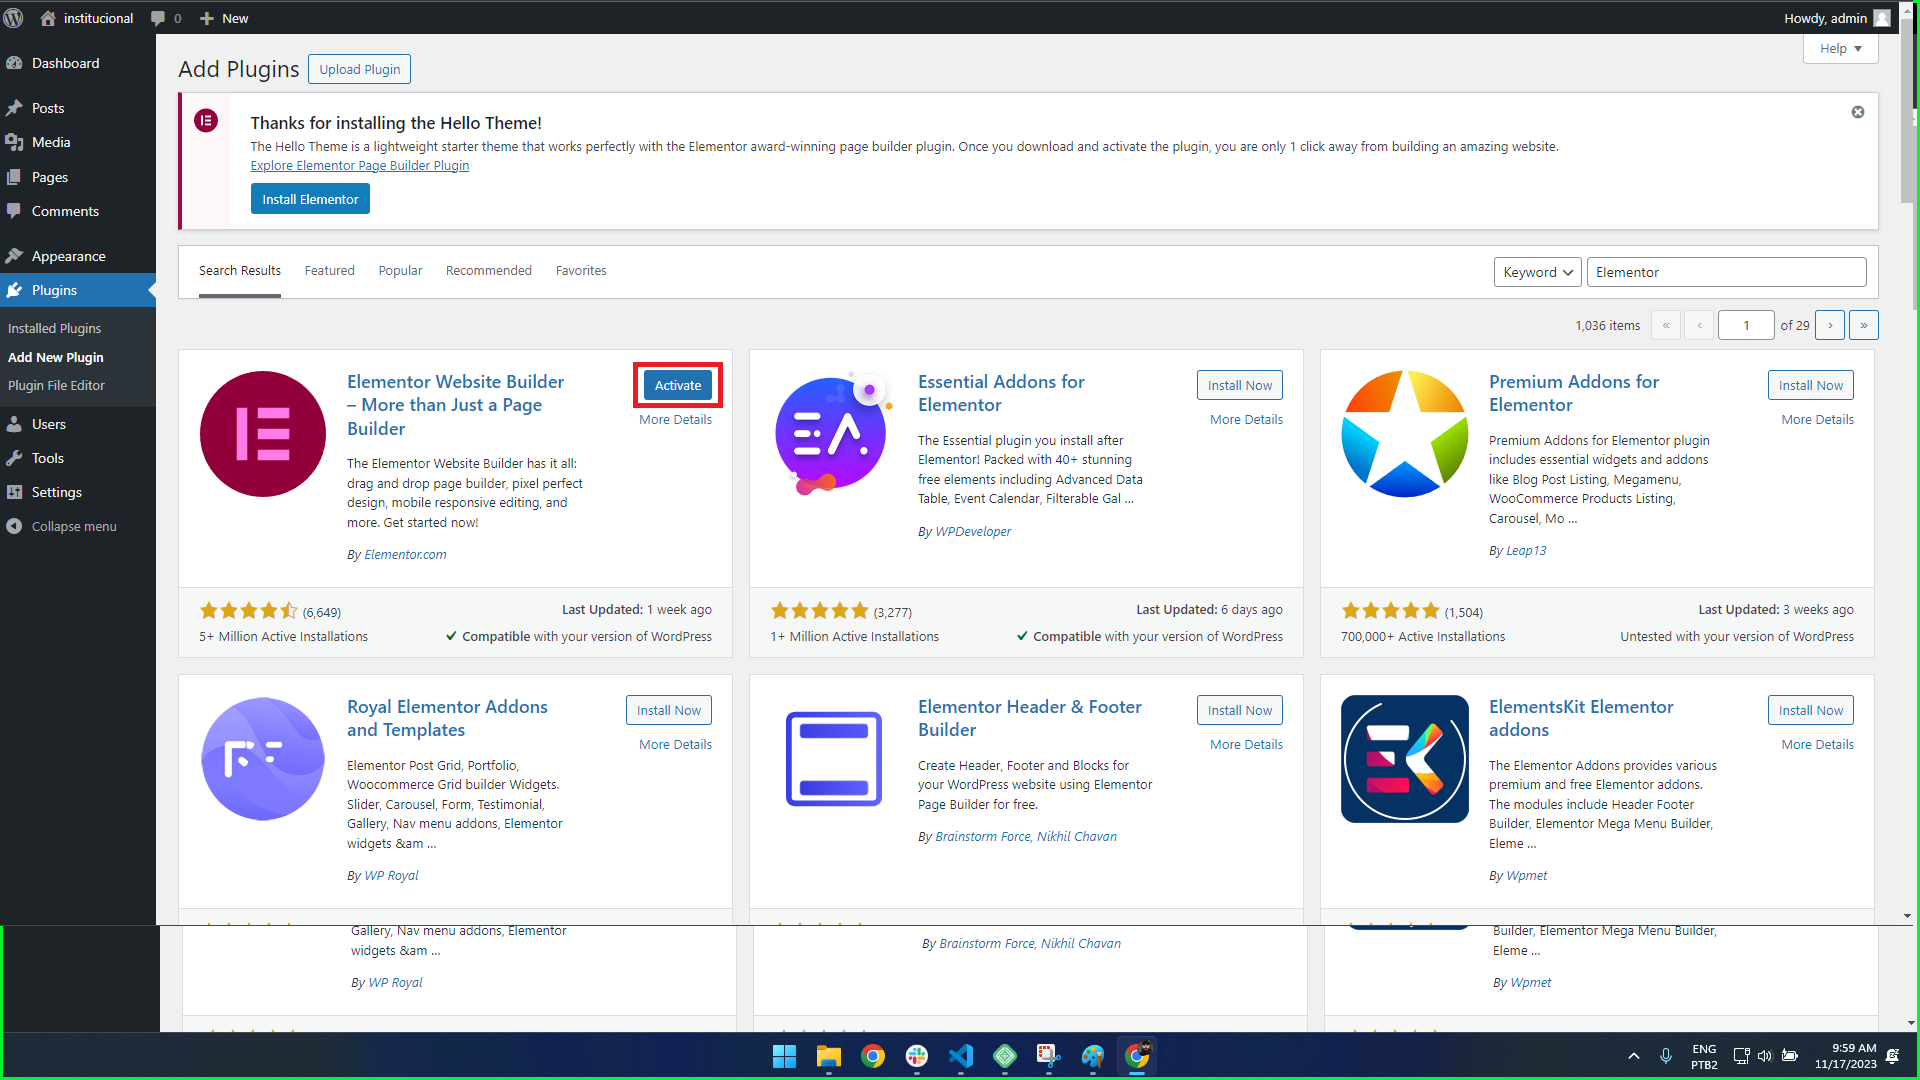 institucional
0
New
Howdy, admin
Help
Dashboard
Posts
Media
Pages
Comments
Appearance
Plugins
Installed Plugins
Add New Plugin
Plugin File Editor
Users
Tools
Settings
Collapse menu
Add Plugins
Upload Plugin
Thanks for installing the Hello Theme!
The Hello Theme is a lightweight starter theme that works perfectly with the Elementor award-winning page builder plugin. Once you download and activate the plugin, you are only 1 click away from building an amazing website.
Explore Elementor Page Builder Plugin
Install Elementor
Search Results
Featured
Popular
Recommended
Favorites
Keyword
Elementor
1,036 items
«
‹
1
of 29
›
»
Elementor Website Builder
– More than Just a Page
Builder
Activate
More Details
The Elementor Website Builder has it all:
drag and drop page builder, pixel perfect
design, mobile responsive editing, and
more. Get started now!
By Elementor.com
(6,649)
5+ Million Active Installations
Last Updated: 1 week ago
Compatible with your version of WordPress
Essential Addons for
Elementor
Install Now
More Details
The Essential plugin you install after
Elementor! Packed with 40+ stunning
free elements including Advanced Data
Table, Event Calendar, Filterable Gal ...
By WPDeveloper
(3,277)
1+ Million Active Installations
Last Updated: 6 days ago
Compatible with your version of WordPress
Premium Addons for
Elementor
Install Now
More Details
Premium Addons for Elementor plugin
includes essential widgets and addons
like Blog Post Listing, Megamenu,
WooCommerce Products Listing,
Carousel, Mo ...
By Leap13
(1,504)
700,000+ Active Installations
Last Updated: 3 weeks ago
Untested with your version of WordPress
Royal Elementor Addons
and Templates
Install Now
More Details
Elementor Post Grid, Portfolio,
Woocommerce Grid builder Widgets.
Slider, Carousel, Form, Testimonial,
Gallery, Nav menu addons, Elementor
widgets &am ...
By WP Royal
Elementor Header & Footer
Builder
Install Now
More Details
Create Header, Footer and Blocks for
your WordPress website using Elementor
Page Builder for free.
By Brainstorm Force, Nikhil Chavan
ElementsKit Elementor
addons
Install Now
More Details
The Elementor Addons provides various
premium and free Elementor addons.
The modules include Header Footer
Builder, Elementor Mega Menu Builder,
Eleme ...
By Wpmet
Gallery, Nav menu addons, Elementor
widgets &am ...
By WP Royal
By Brainstorm Force, Nikhil Chavan
Builder, Elementor Mega Menu Builder,
Eleme ...
By Wpmet
ENG
PTB2
9:59 AM
11/17/2023